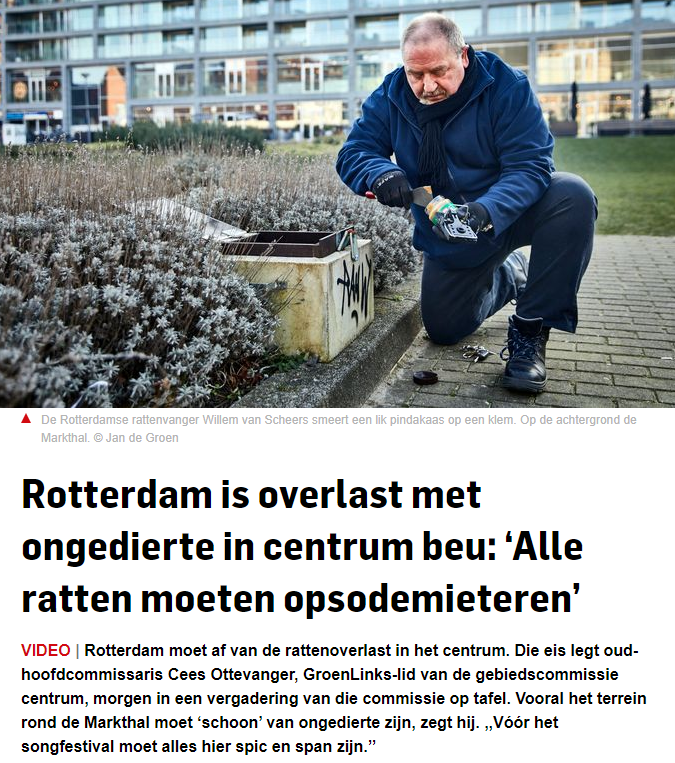 De Rotterdamse rattenvanger Willem van Scheers smeert een lik pindakaas op een klem. Op de achtergrond de
Markthal. © Jan de Groen
Rotterdam is overlast met
ongedierte in centrum beu: ‘Alle
ratten moeten opsodemieteren’
VIDEO | Rotterdam moet af van de rattenoverlast in het centrum. Die eis legt oud-
hoofdcommissaris Cees Ottevanger, GroenLinks-lid van de gebiedscommissie
centrum, morgen in een vergadering van die commissie op tafel. Vooral het terrein
rond de Markthal moet ‘schoon’ van ongedierte zijn, zegt hij. „Vóór het
songfestival moet alles hier spic en span zijn.”